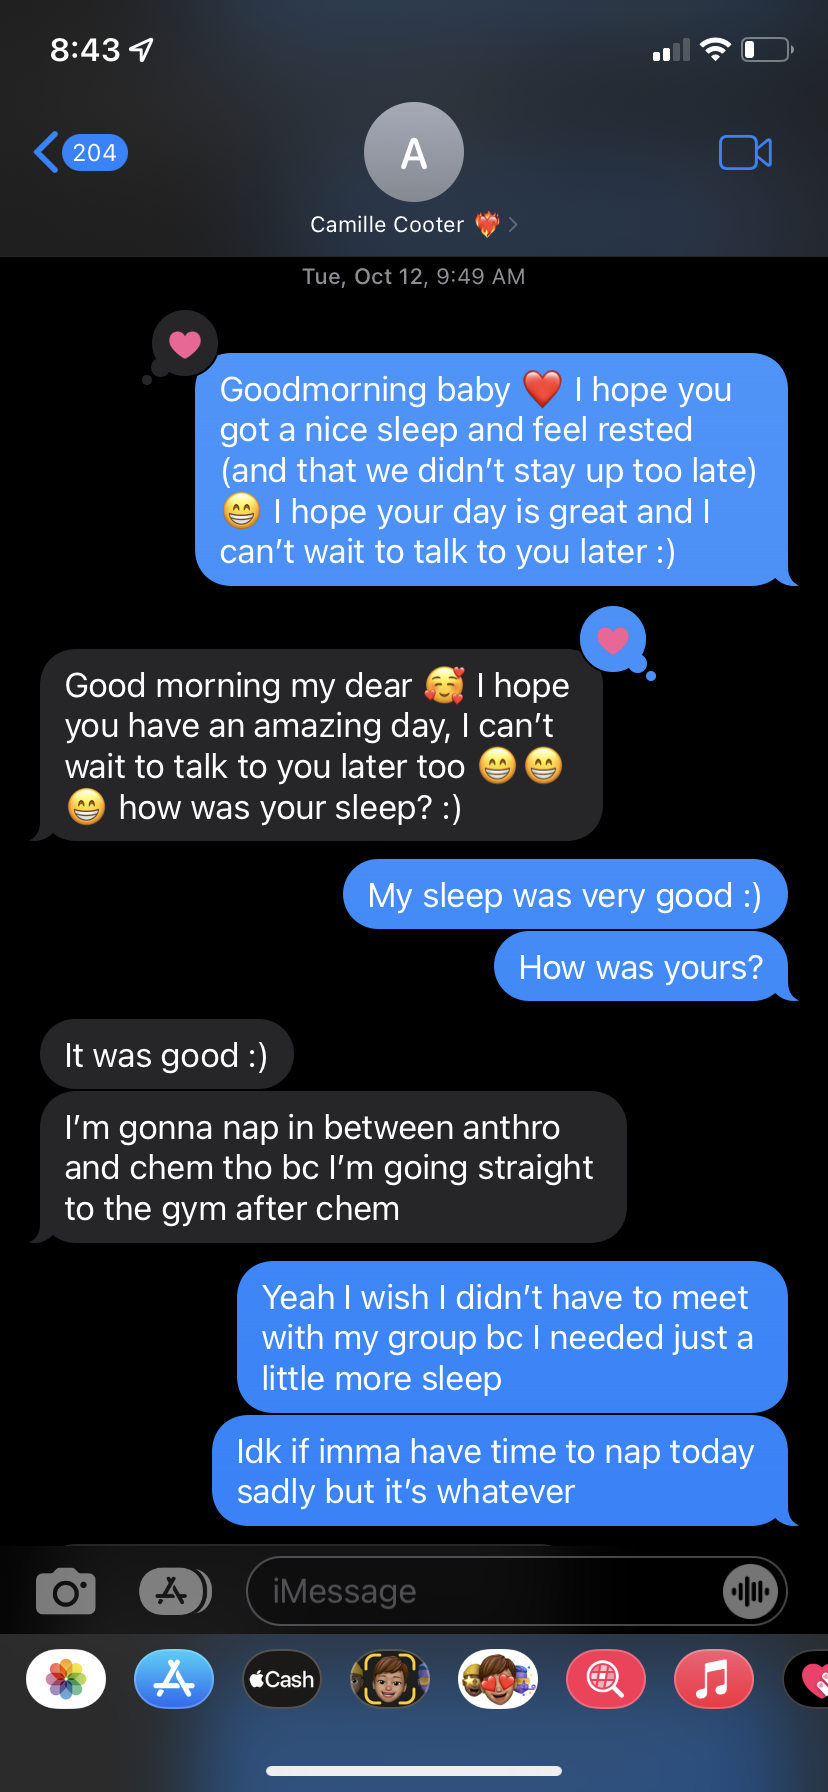 8:43
204
A
Camille Cooter ❤️‍🔥
Tue, Oct 12, 9:49 AM
Goodmorning baby ❤️ I hope you
got a nice sleep and feel rested
(and that we didn't stay up too late)
😁 I hope your day is great and I
can't wait to talk to you later :)
Good morning my dear 🥰 I hope
you have an amazing day, I can't
wait to talk to you later too 😁😁
😁 how was your sleep? :)
My sleep was very good :)
How was yours?
It was good :)
I'm gonna nap in between anthro
and chem tho bc I'm going straight
to the gym after chem
Yeah I wish I didn't have to meet
with my group bc I needed just a
little more sleep
Idk if imma have time to nap today
sadly but it's whatever
iMessage
Cash